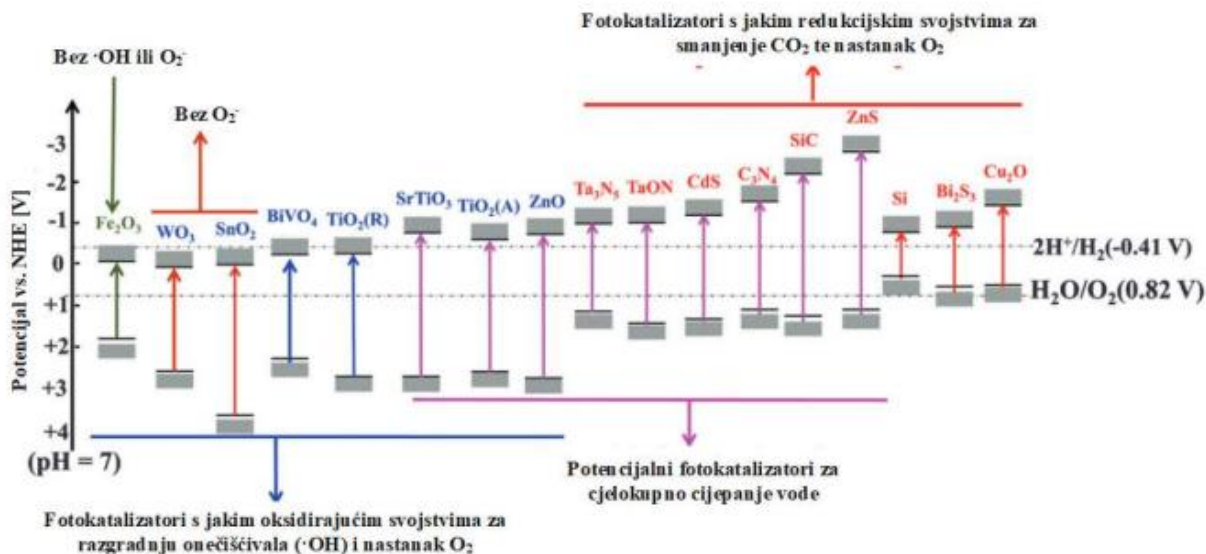 Fotokatalizatori s jakim redukcijskim svojstvima za
smanjenje CO₂ te nastanak O₂
Bez ·OH ili O₂⁻
Bez O₂⁻
Potencijal vs. NHE [V]
-3
-2
-1
0
+1
+2
+3
+4
(pH = 7)
Fe₂O₃
WO₃
SnO₂
BiVO₄
TiO₂(R)
SrTiO₃
TiO₂(A)
ZnO
Ta₃N₅
TaON
CdS
C₃N₄
SiC
ZnS
Si
Bi₂S₃
Cu₂O
2H⁺/H₂(-0.41 V)
H₂O/O₂(0.82 V)
Potencijalni fotokatalizatori za
cjelokupno cijepanje vode
Fotokatalizatori s jakim oksidirajućim svojstvima za
razgradnju onečišćivala (·OH) i nastanak O₂